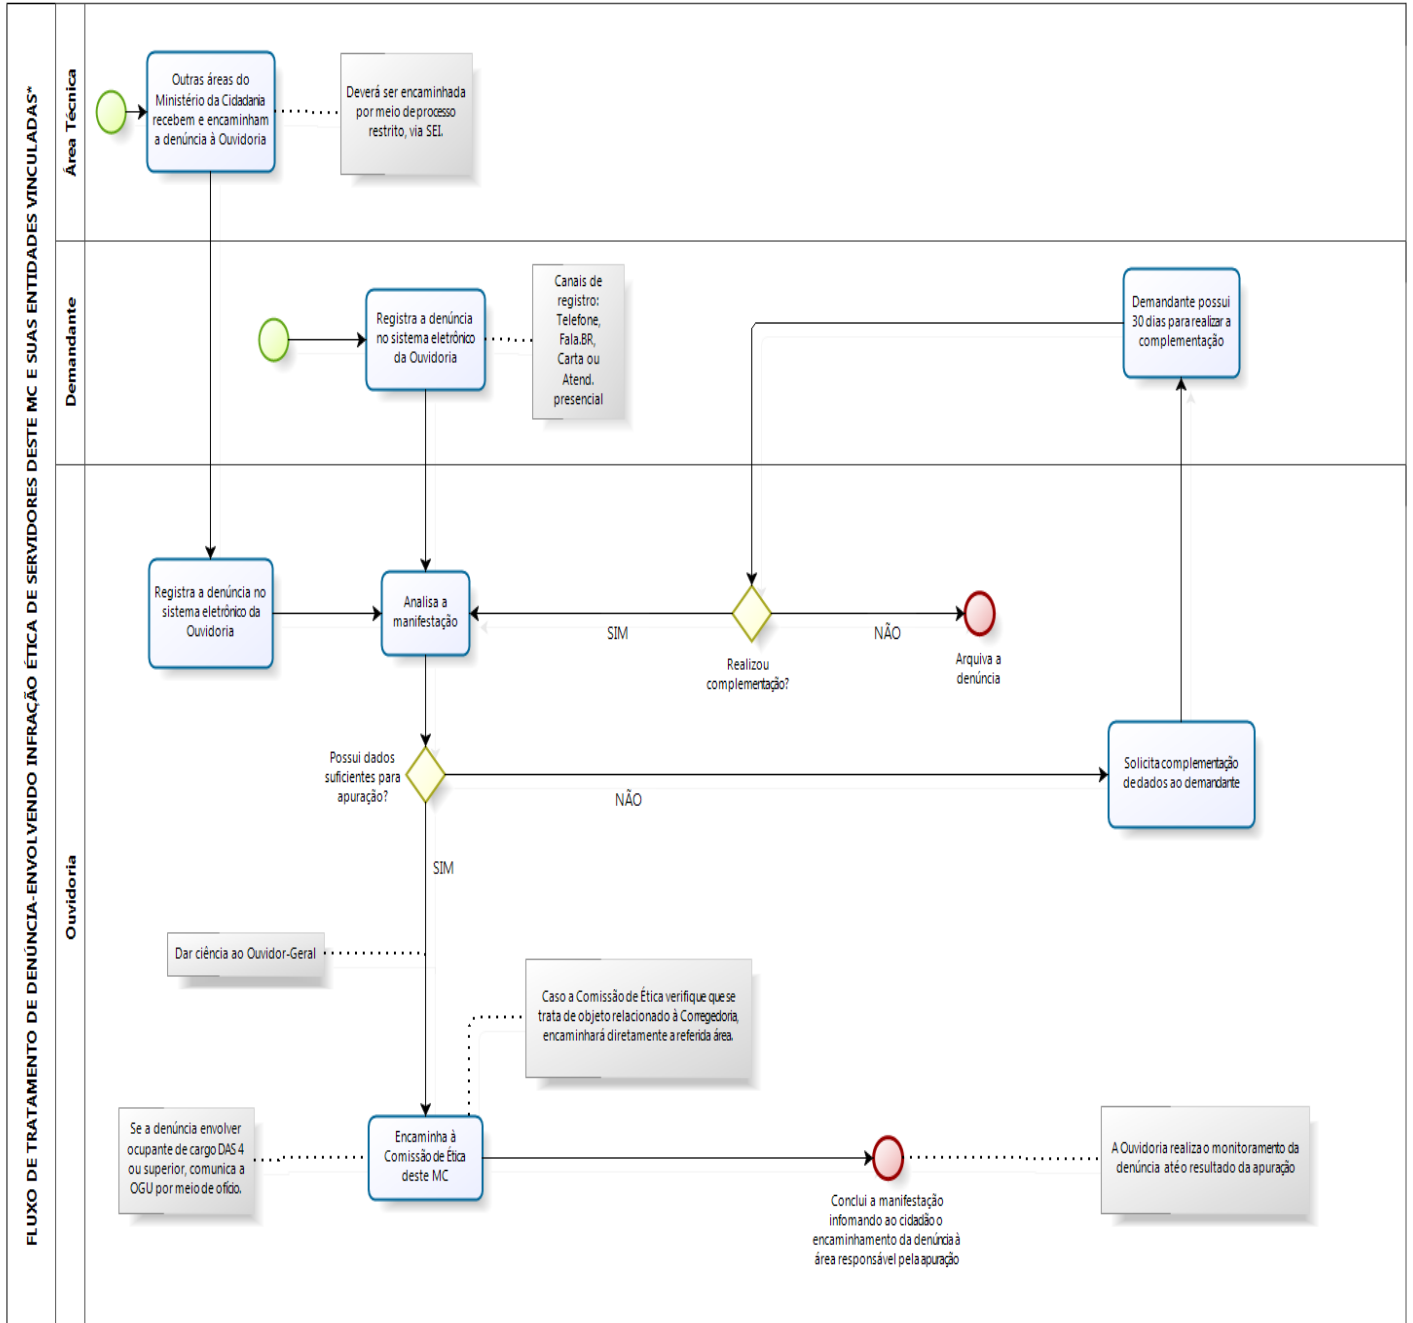 FLUXO DE TRATAMENTO DE DENÚNCIA-ENVOLVENDO INFRAÇÃO ÉTICA DE SERVIDORES DESTE MC E SUAS ENTIDADES VINCULADAS*
Área Técnica
Outras áreas do
Ministério da Cidadania
recebem e encaminham
a denúncia à Ouvidoria
Deverá ser encaminhada
por meio de processo
restrito, via SEI.
Demandante
Registra a denúncia
no sistema eletrônico
da Ouvidoria
Canais de
registro:
Telefone,
Fala.BR,
Carta ou
Atend.
presencial
Demandante possui
30 dias para realizar a
complementação
Ouvidoria
Registra a denúncia no
sistema eletrônico da
Ouvidoria
Analisa a
manifestação
SIM
Realizou
complementação?
NÃO
Arquiva a
denúncia
Possui dados
suficientes para
apuração?
NÃO
Solicita complementação
de dados ao demandante
SIM
Dar ciência ao Ouvidor-Geral
Caso a Comissão de Ética verifique que se
trata de objeto relacionado à Corregedoria,
encaminhará diretamente a referida área.
Se a denúncia envolver
ocupante de cargo DAS 4
ou superior, comunica a
OGU por meio de ofício.
Encaminha à
Comissão de Ética
deste MC
Conclui a manifestação
infomando ao cidadão o
encaminhamento da denúncia à
área responsável pela apuração
A Ouvidoria realiza o monitoramento da
denúncia até o resultado da apuração